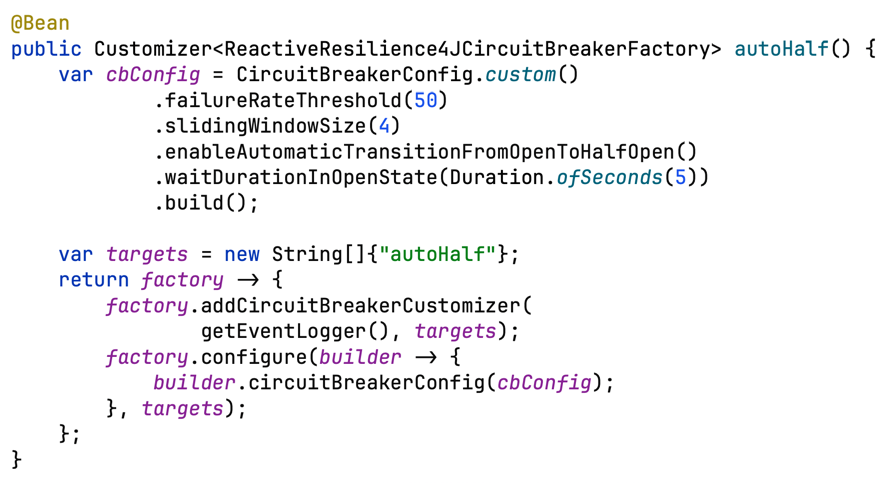 @Bean
public Customizer<ReactiveResilience4JCircuitBreakerFactory> autoHalf() {
    var cbConfig = CircuitBreakerConfig.custom()
            .failureRateThreshold(50)
            .slidingWindowSize(4)
            .enableAutomaticTransitionFromOpenToHalfOpen()
            .waitDurationInOpenState(Duration.ofSeconds(5))
            .build();

    var targets = new String[]{"autoHalf"};
    return factory -> {
        factory.addCircuitBreakerCustomizer(
                getEventLogger(), targets);
        factory.configure(builder -> {
            builder.circuitBreakerConfig(cbConfig);
        }, targets);
    };
}